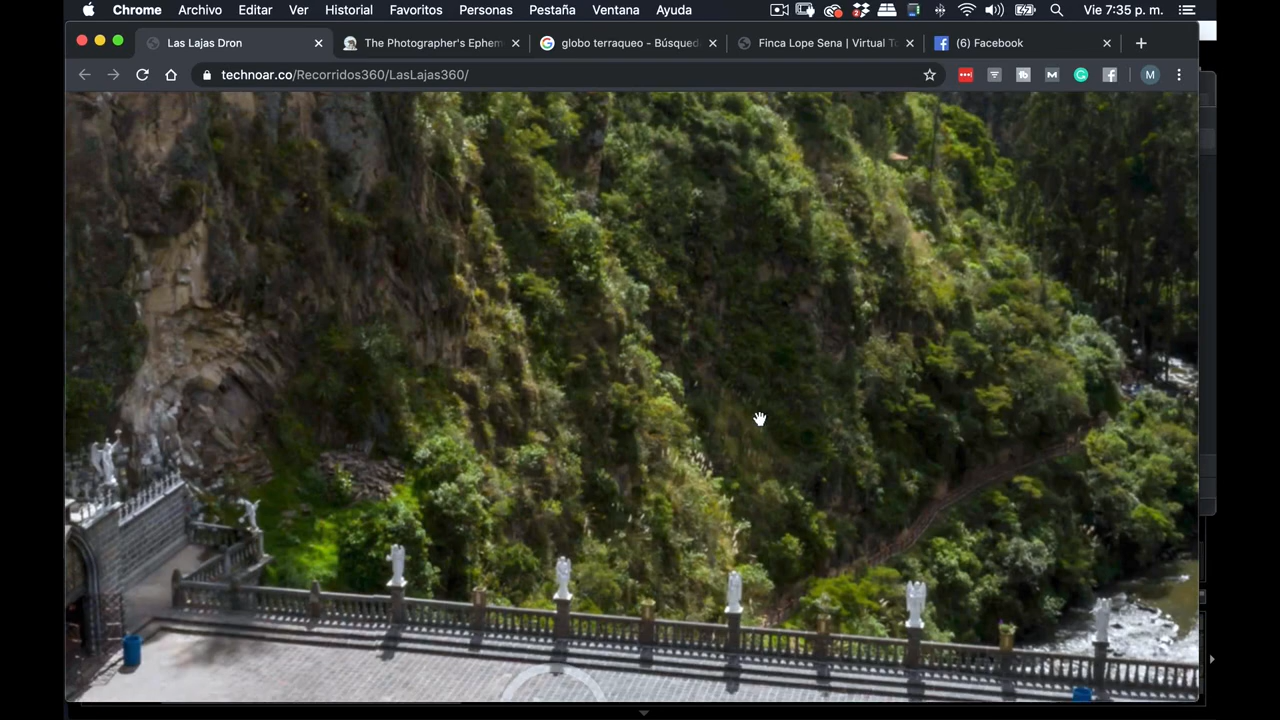 Chrome Archivo Editar Ver Historial Favoritos Personas Pestaña Ventana Ayuda Vie 7:35 p. m.
Las Lajas Dron The Photographer's Ephem globo terraqueo - Búsqued Finca Lope Sena | Virtual T (6) Facebook
technoar.co/Recorridos360/LasLajas360/ M